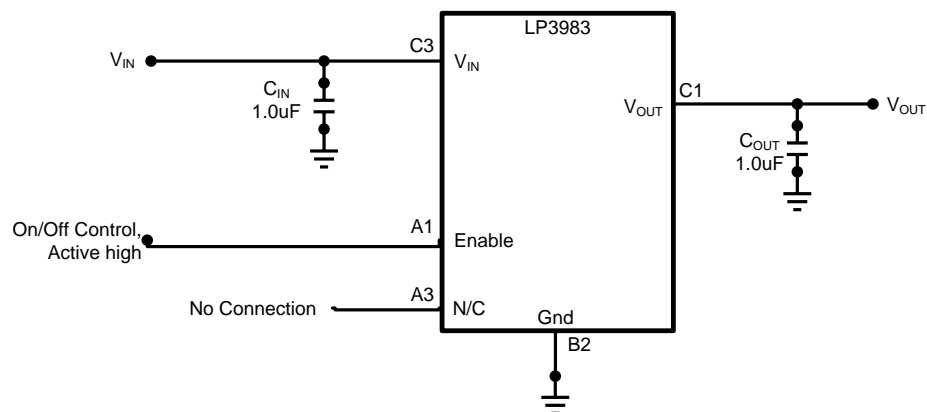 LP3983
C3
V_IN
V_IN
C_IN
1.0uF
C1
V_OUT
V_OUT
C_OUT
1.0uF
On/Off Control,
Active high
A1
Enable
No Connection
A3
N/C
Gnd
B2